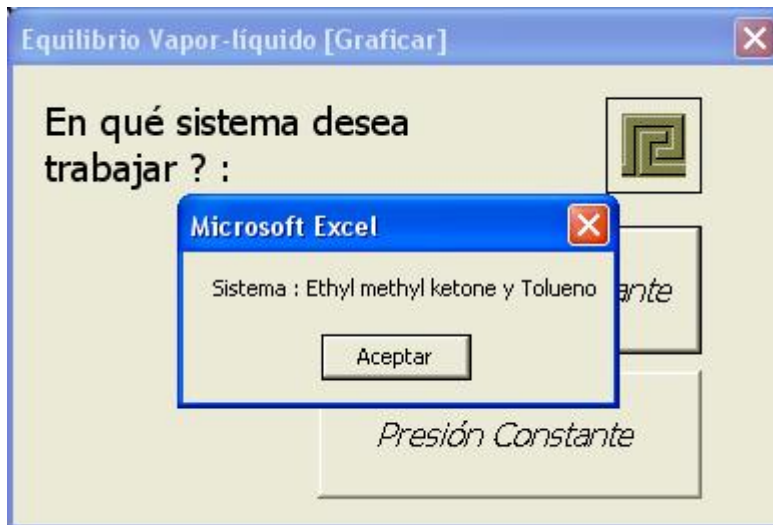 Equilibrio Vapor-líquido [Graficar]
En qué sistema desea
trabajar ? :
Microsoft Excel
Sistema : Ethyl methyl ketone y Tolueno
Aceptar
Presión Constante